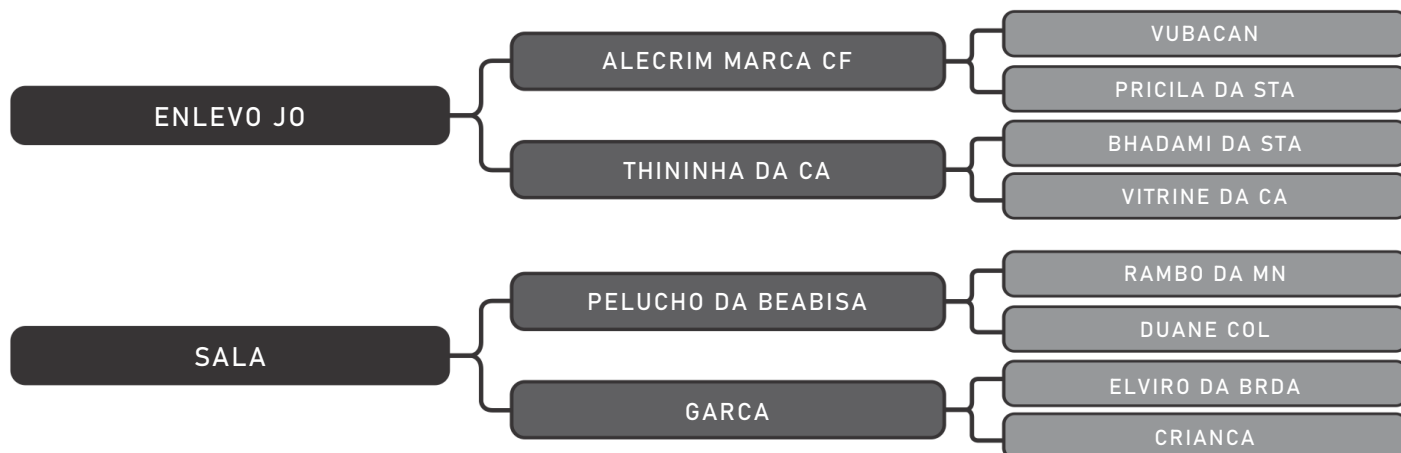 ENLEVO JO
ALECRIM MARCA CF
THININHA DA CA
VUBACAN
PRICILA DA STA
BHADAMI DA STA
VITRINE DA CA
SALA
PELUCHO DA BEABISA
GARCA
RAMBO DA MN
DUANE COL
ELVIRO DA BRDA
CRIANCA